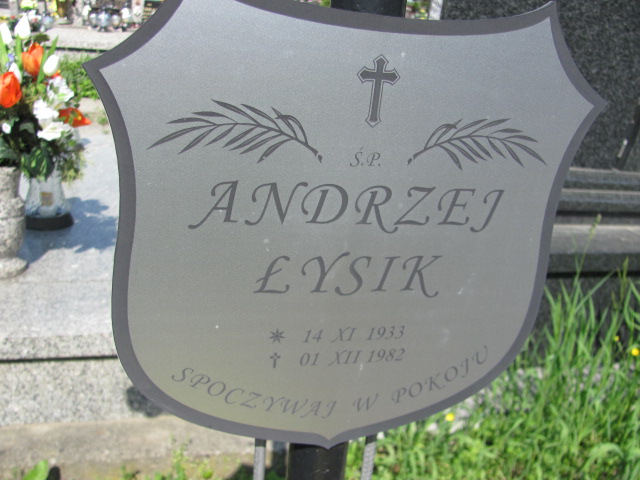 Ś.P.
ANDRZEJ
ŁYSIK
14 XI 1933
01 XII 1982
SPOCZYWAJ W POKOJU